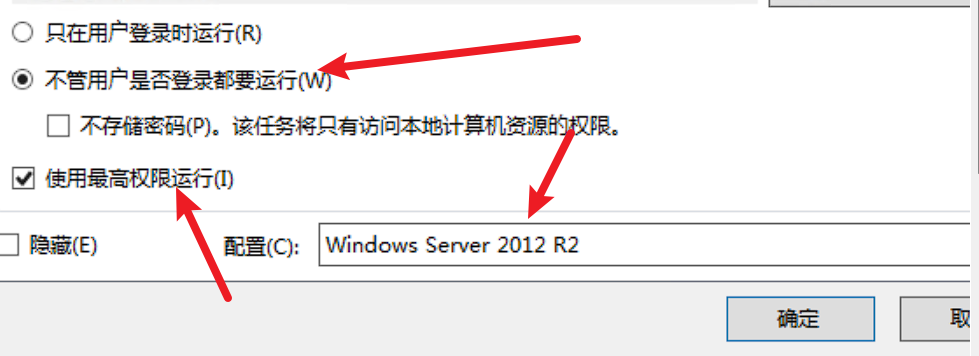 只在用户登录时运行(R)
不管用户是否登录都要运行(W)
不存储密码(P)。该任务将只有访问本地计算机资源的权限。
使用最高权限运行(I)
隐藏(E) 配置(C): Windows Server 2012 R2
确定 取